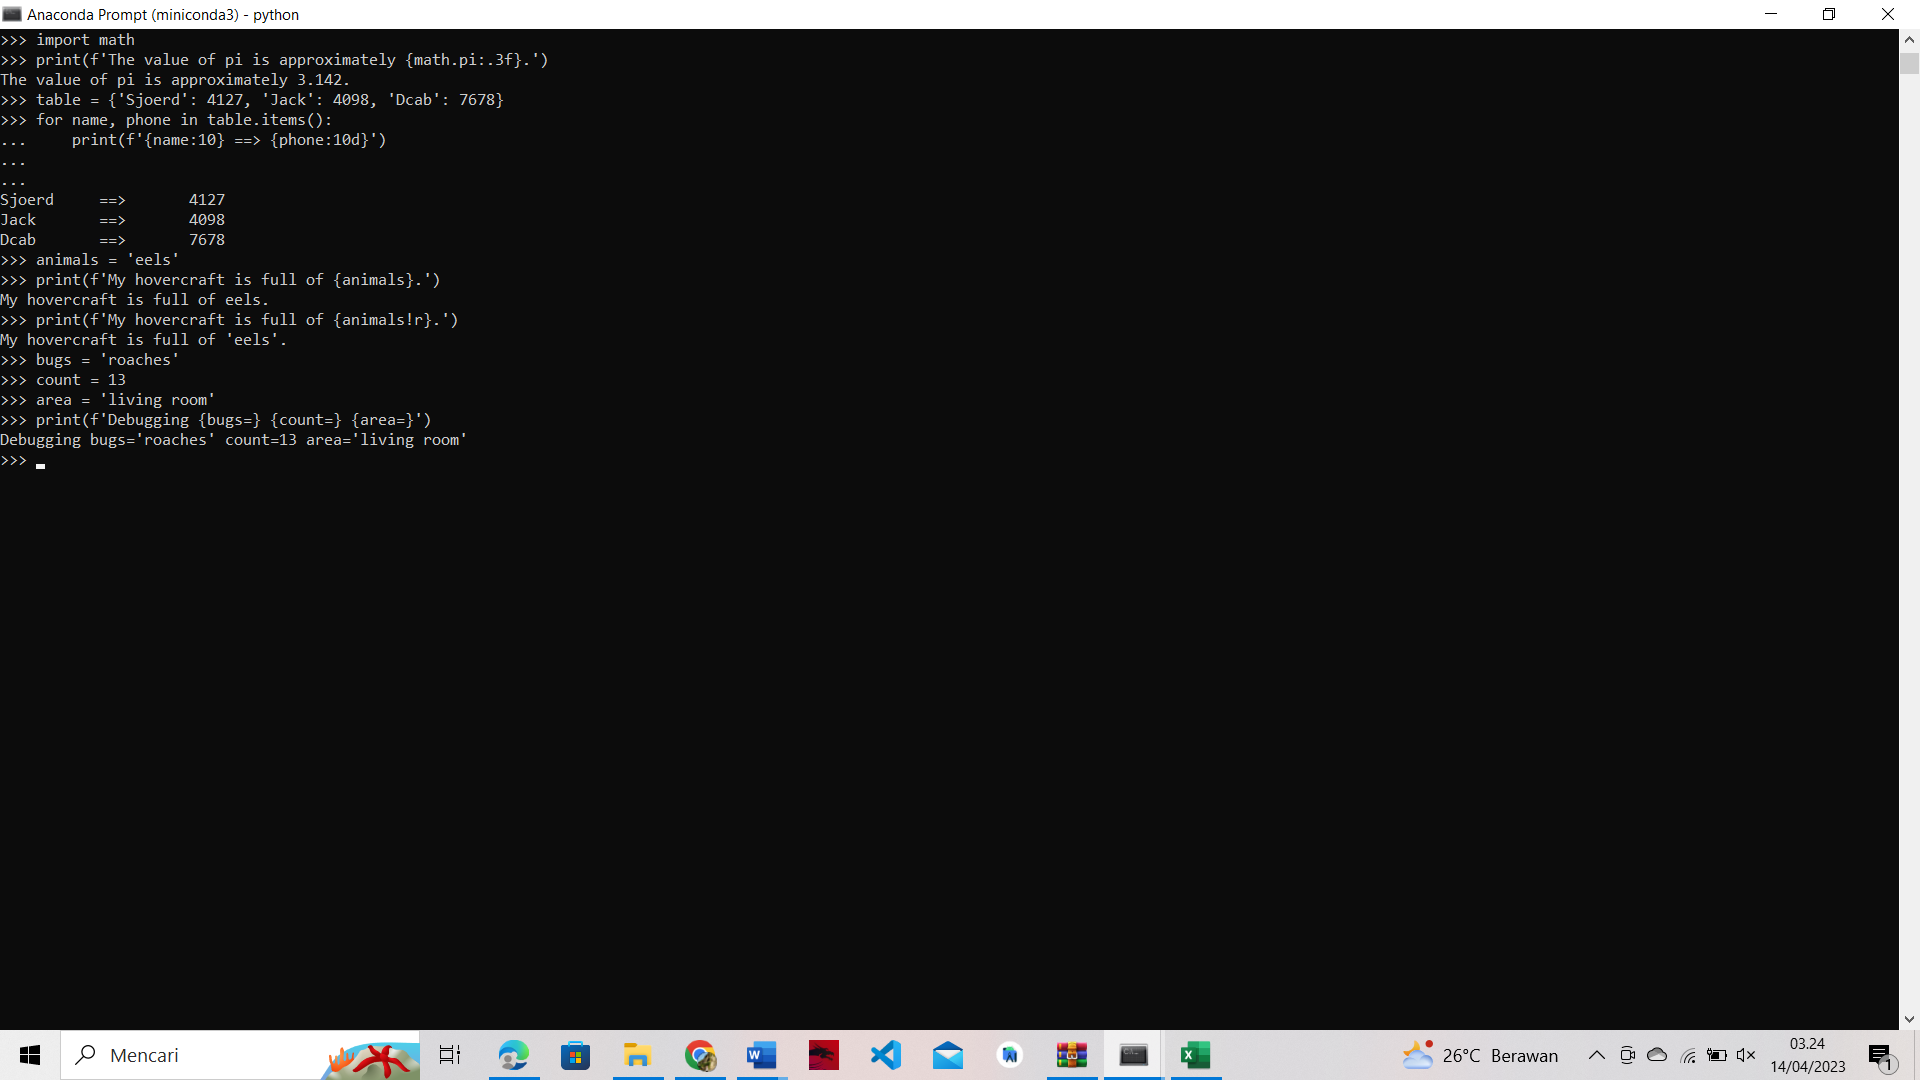 Anaconda Prompt (miniconda3) - python
>>> import math
>>> print(f'The value of pi is approximately {math.pi:.3f}.')
The value of pi is approximately 3.142.
>>> table = {'Sjoerd': 4127, 'Jack': 4098, 'Dcab': 7678}
>>> for name, phone in table.items():
...     print(f'{name:10} ==> {phone:10d}')
...
...
Sjoerd     ==>       4127
Jack       ==>       4098
Dcab       ==>       7678
>>> animals = 'eels'
>>> print(f'My hovercraft is full of {animals}.')
My hovercraft is full of eels.
>>> print(f'My hovercraft is full of {animals!r}.')
My hovercraft is full of 'eels'.
>>> bugs = 'roaches'
>>> count = 13
>>> area = 'living room'
>>> print(f'Debugging {bugs=} {count=} {area=}')
Debugging bugs='roaches' count=13 area='living room'
>>>
Mencari
26°C Berawan
03.24
14/04/2023
1